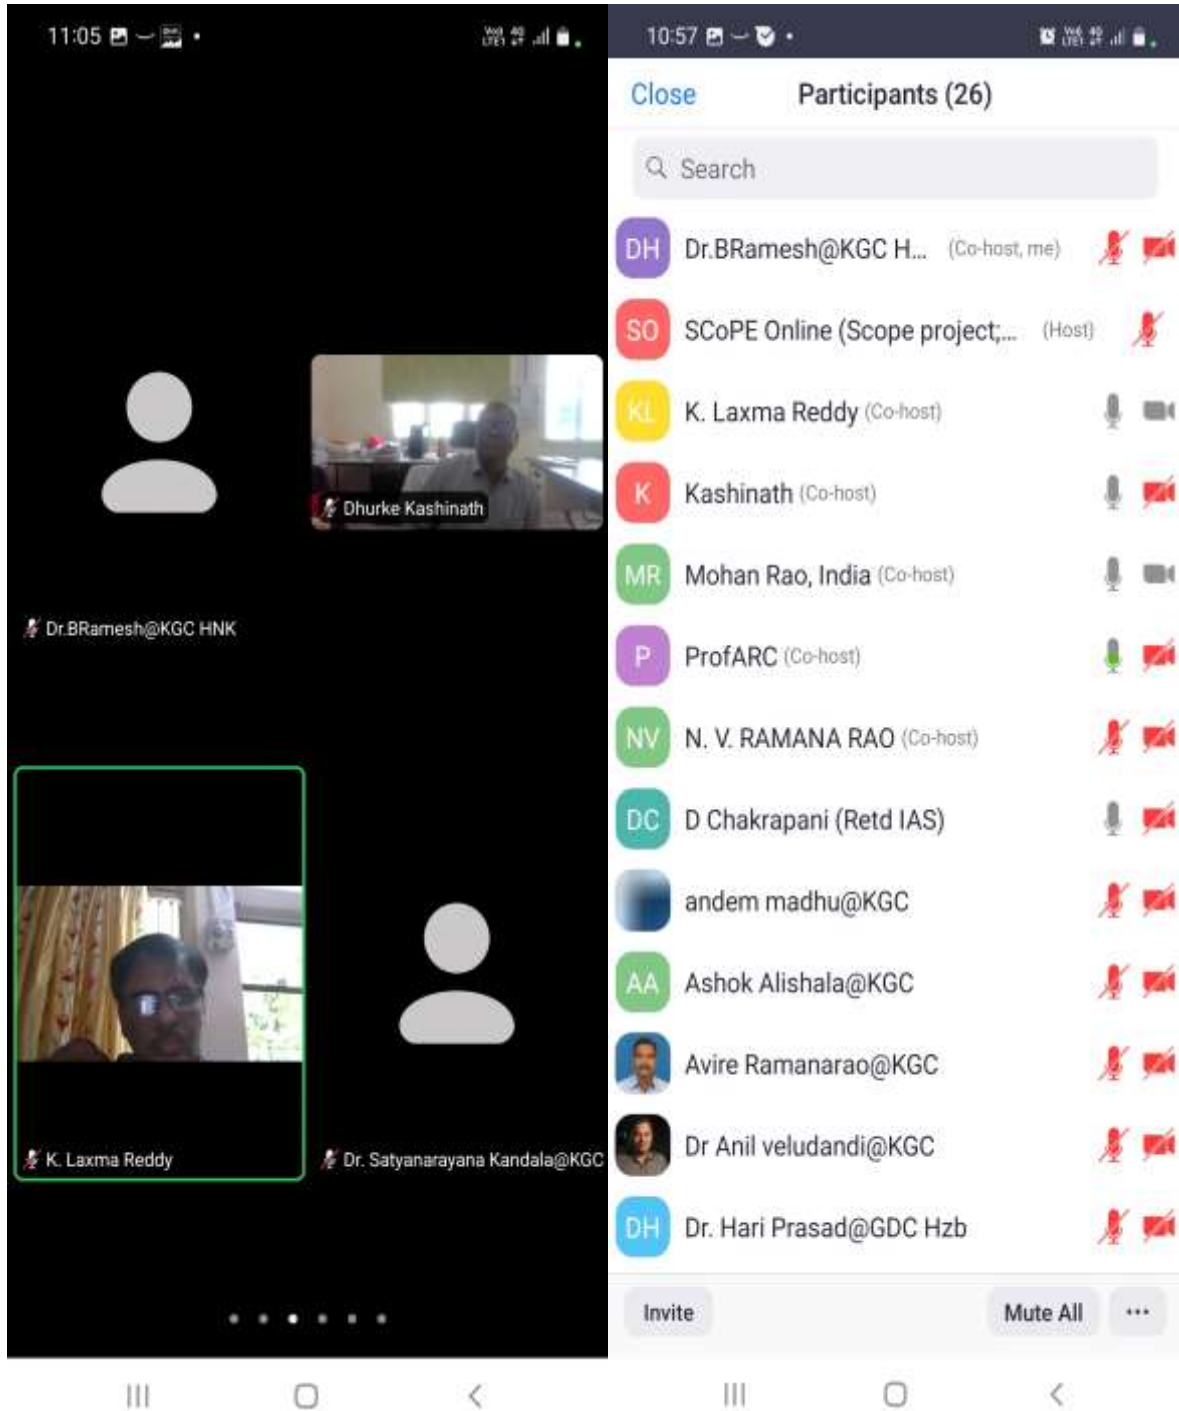 11:05
Dhurke Kashinath
Dr.BRamesh@KGC HNK
K. Laxma Reddy
Dr. Satyanarayana Kandala@KGC
10:57
Close Participants (26)
Search
DH Dr.BRamesh@KGC H... (Co-host, me)
SO SCoPE Online (Scope project;... (Host)
KL K. Laxma Reddy (Co-host)
K Kashinath (Co-host)
MR Mohan Rao, India (Co-host)
P ProfARC (Co-host)
NV N. V. RAMANA RAO (Co-host)
DC D Chakrapani (Retd IAS)
andem madhu@KGC
AA Ashok Alishala@KGC
Avire Ramanarao@KGC
Dr Anil veludandi@KGC
DH Dr. Hari Prasad@GDC Hzb
Invite Mute All ...